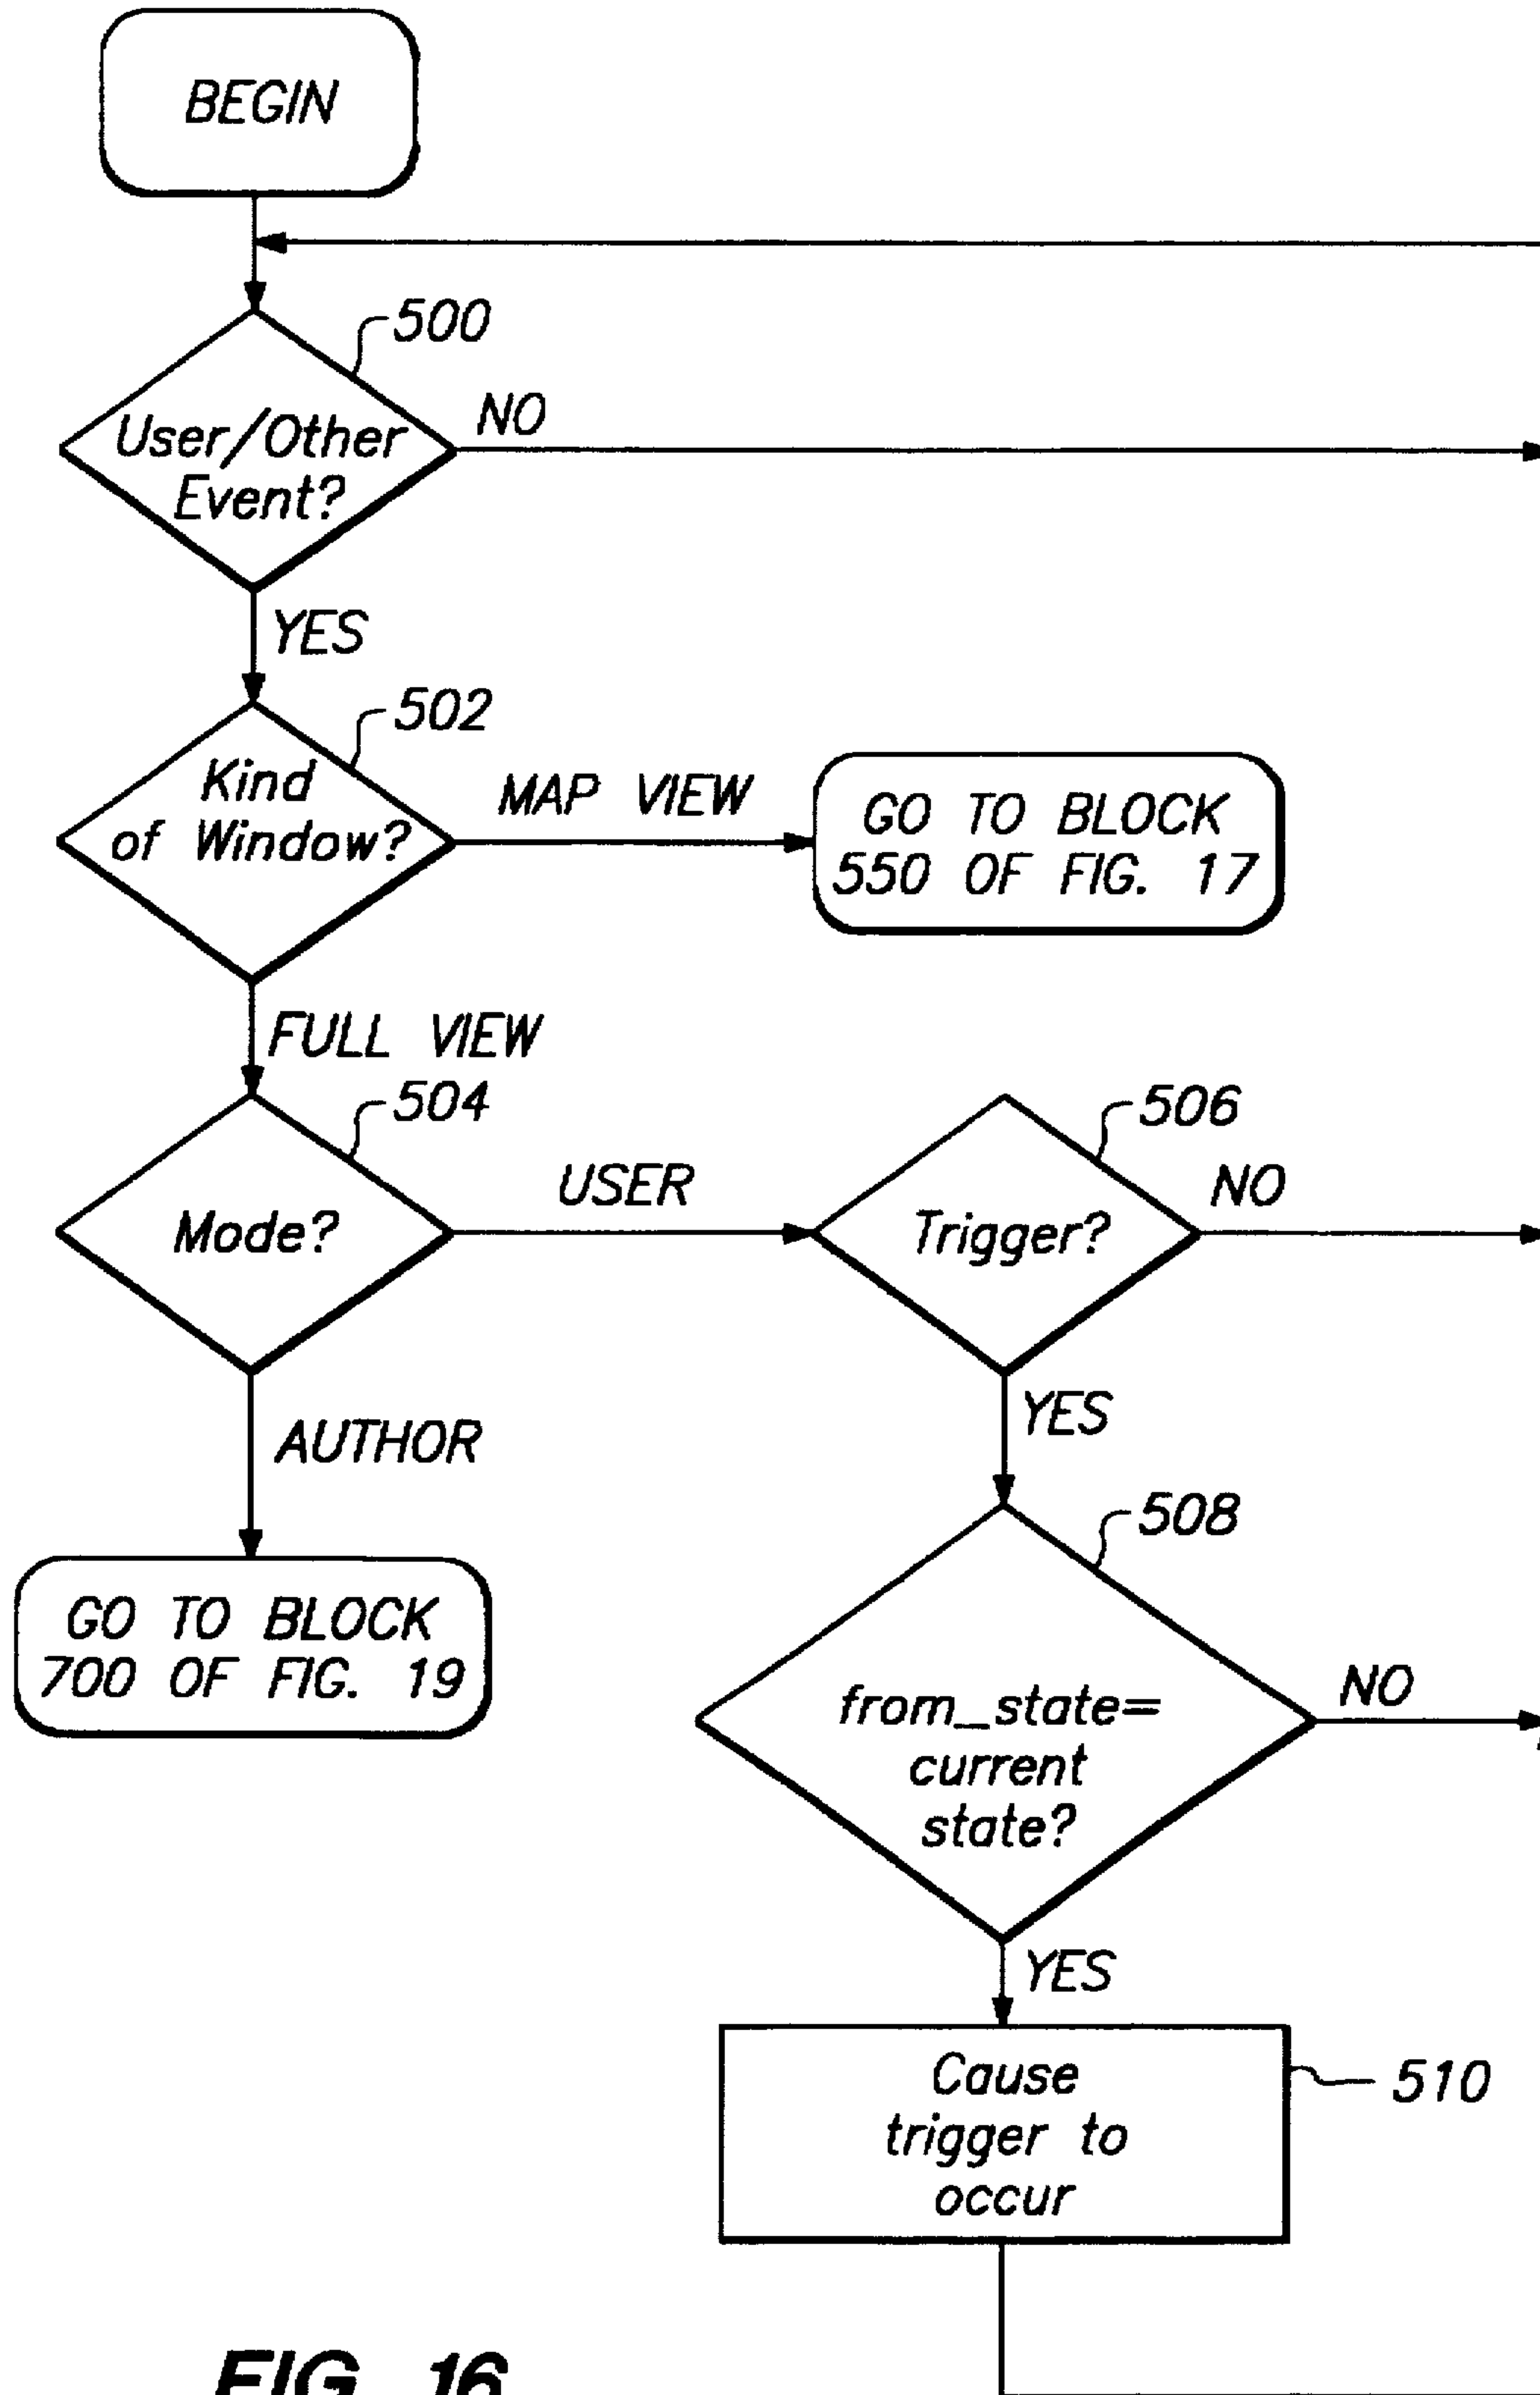 BEGIN
500
User/Other
Event?
NO
YES
502
Kind
of Window?
MAP VIEW
GO TO BLOCK
550 OF FIG. 17
FULL VIEW
504
Mode?
USER
506
Trigger?
NO
AUTHOR
GO TO BLOCK
700 OF FIG. 19
YES
508
from_state=
current
state?
NO
YES
Cause
trigger to
occur
510
FIG. 16